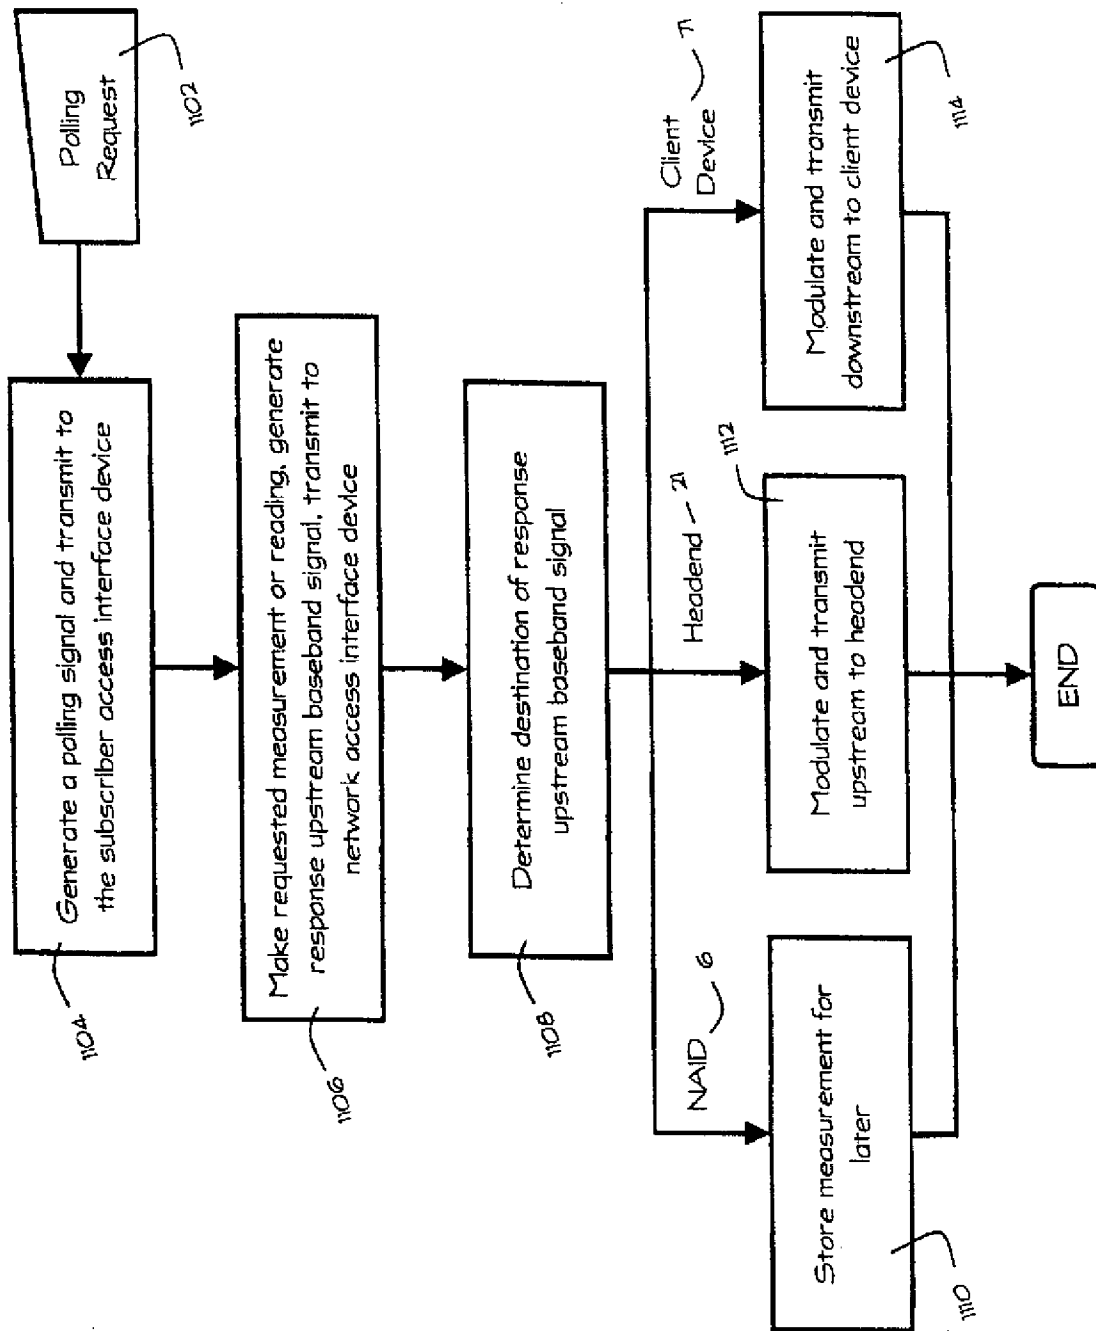 Polling
Request
1102
Generate a polling signal and transmit to
the subscriber access interface device
1104
Make requested measurement or reading, generate
response upstream baseband signal, transmit to
network access interface device
1106
Determine destination of response
upstream baseband signal
1108
NAID 6
Headend 21
Client
Device 71
Store measurement for
later
1110
Modulate and transmit
upstream to headend
1112
Modulate and transmit
downstream to client device
1114
END